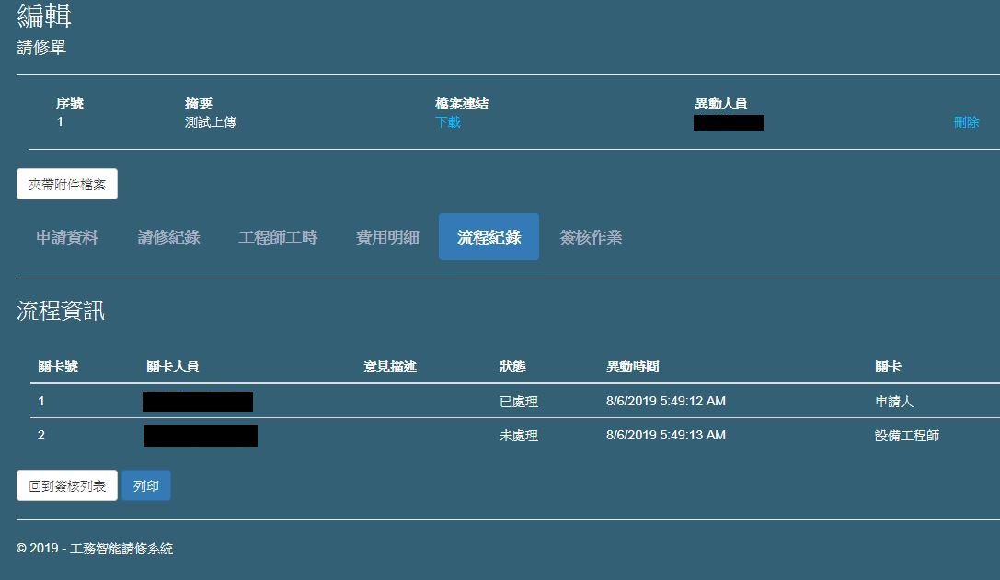 編輯
請修單
序號 摘要 檔案連結 異動人員
1 測試上傳 下載 刪除
夾帶附件檔案
申請資料 請修紀錄 工程師工時 費用明細 流程紀錄 簽核作業
流程資訊
關卡號 關卡人員 意見描述 狀態 異動時間 關卡
1 已處理 8/6/2019 5:49:12 AM 申請人
2 未處理 8/6/2019 5:49:13 AM 設備工程師
回到簽核列表 列印
© 2019 - 工務智能請修系統